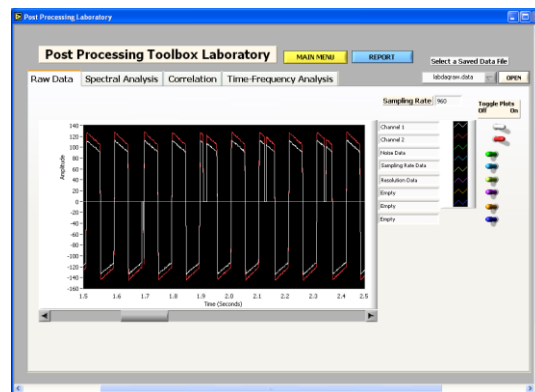 Post Processing Laboratory
Post Processing Toolbox Laboratory
MAIN MENU
REPORT
Select a Saved Data File
labdaqraw.data
OPEN
Raw Data
Spectral Analysis
Correlation
Time-Frequency Analysis
Sampling Rate 960
Toggle Plots
Off On
Channel 1
Channel 2
Noise Data
Sampling Rate Data
Resolution Data
Empty
Empty
Empty
Amplitude
140
120
100
80
60
40
20
0
-20
-40
-60
-80
-100
-120
-140
-160
1.5 1.6 1.7 1.8 1.9 2.0 2.1 2.2 2.3 2.4 2.5
Time (Seconds)